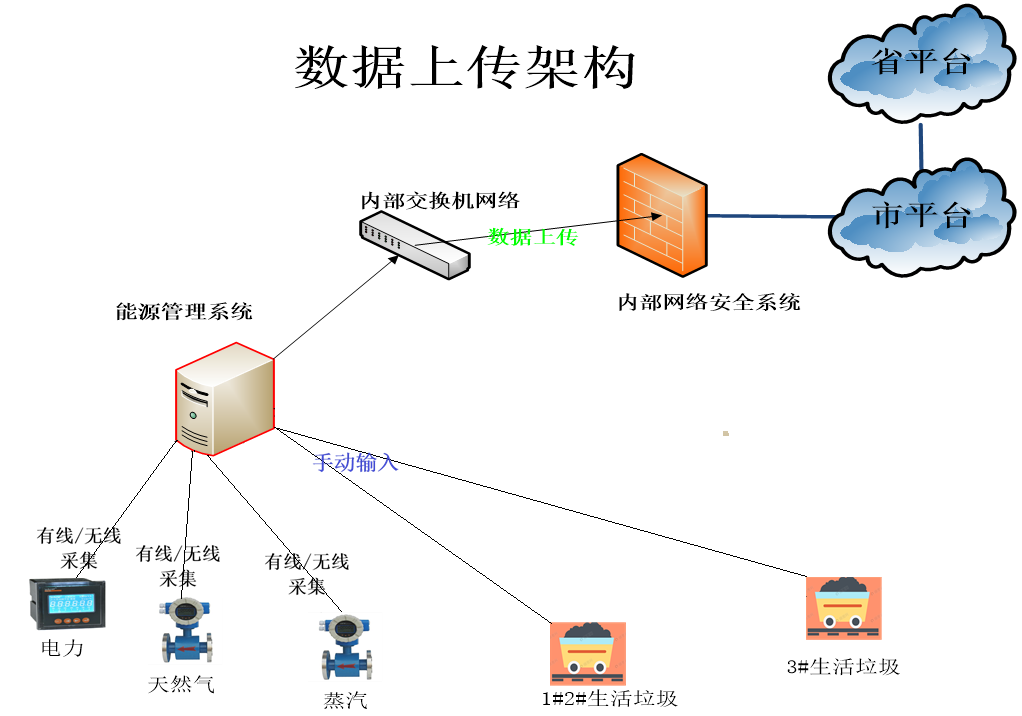 数据上传架构
省平台
市平台
内部交换机网络
数据上传
内部网络安全系统
能源管理系统
手动输入
有线/无线
采集
有线/无线
采集
有线/无线
采集
电力
天然气
蒸汽
1#2#生活垃圾
3#生活垃圾